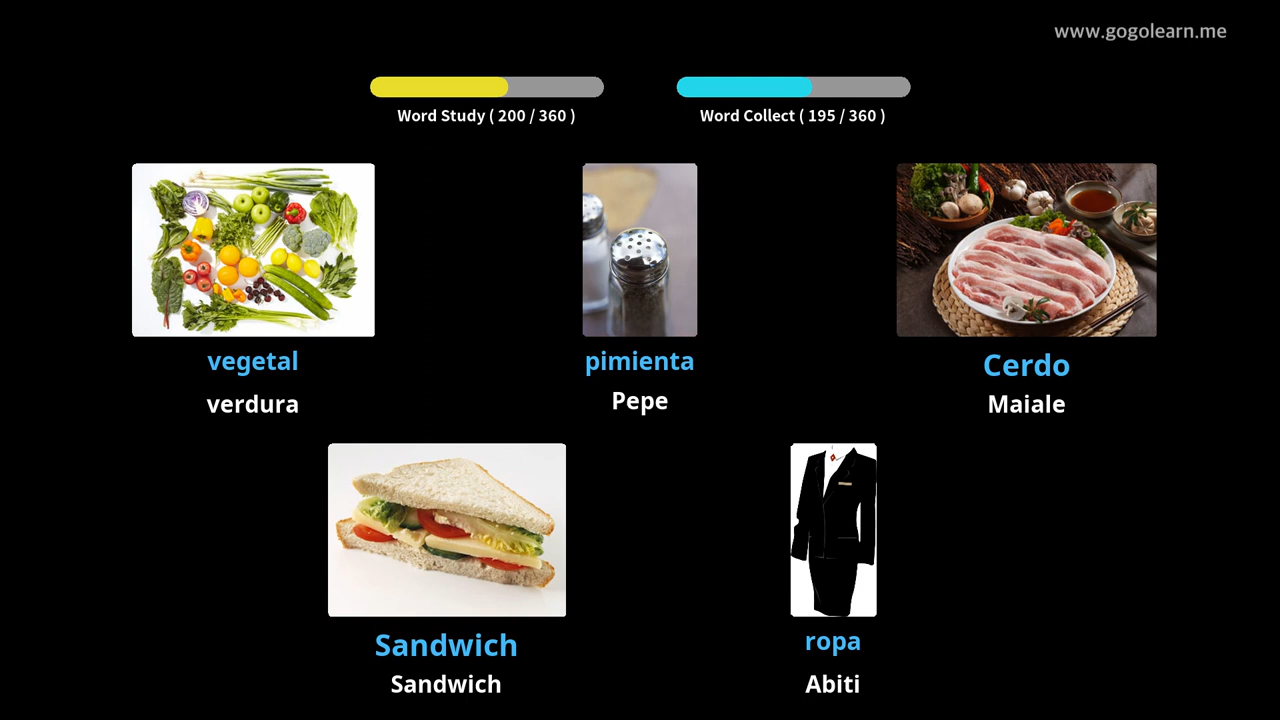 www.gogolearn.me
Word Study ( 200 / 360 )
Word Collect ( 195 / 360 )
vegetal
verdura
pimienta
Pepe
Cerdo
Maiale
Sandwich
Sandwich
ropa
Abiti